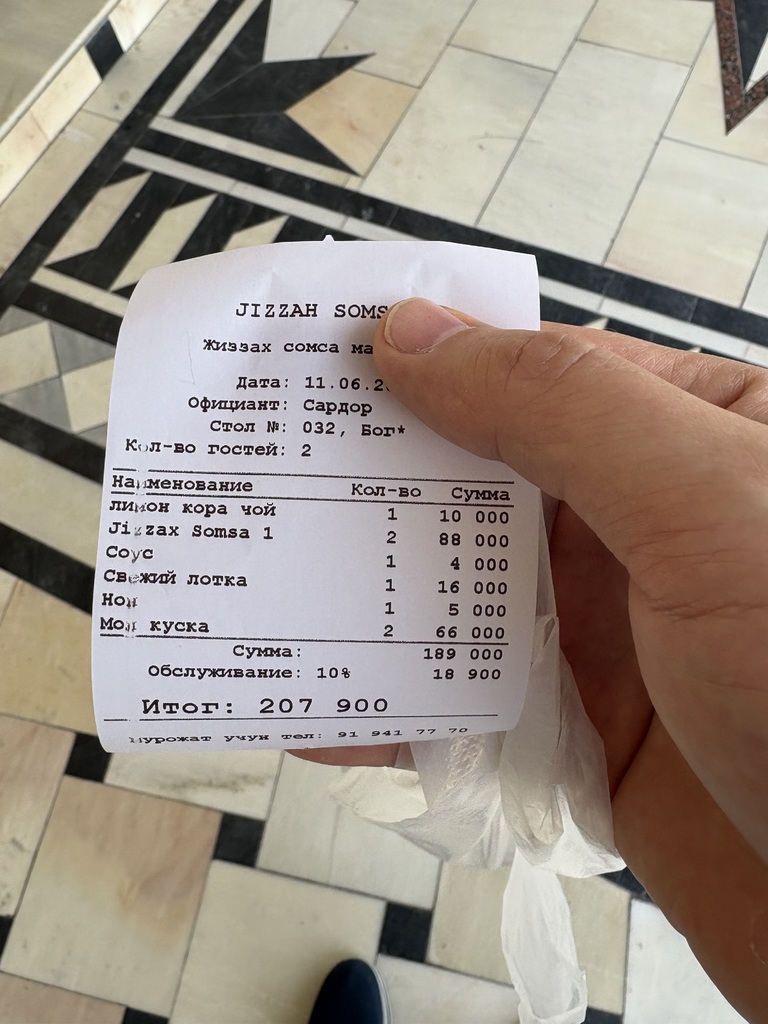 JIZZAH SOMS
Жиззах сомса ма
Дата: 11.06.2
Официант: Сардор
Стол №: 032, Бог*
Кол-во гостей: 2
Наименование Кол-во Сумма
лимон кора чой 1 10 000
Jizzax Somsa 1 2 88 000
Соус 1 4 000
Свежий лотка 1 16 000
Нон 1 5 000
куска 2 66 000
Сумма: 189 000
Обслуживание: 10% 18 900
Итог: 207 900
мурожат учун тел: 91 941 77 70